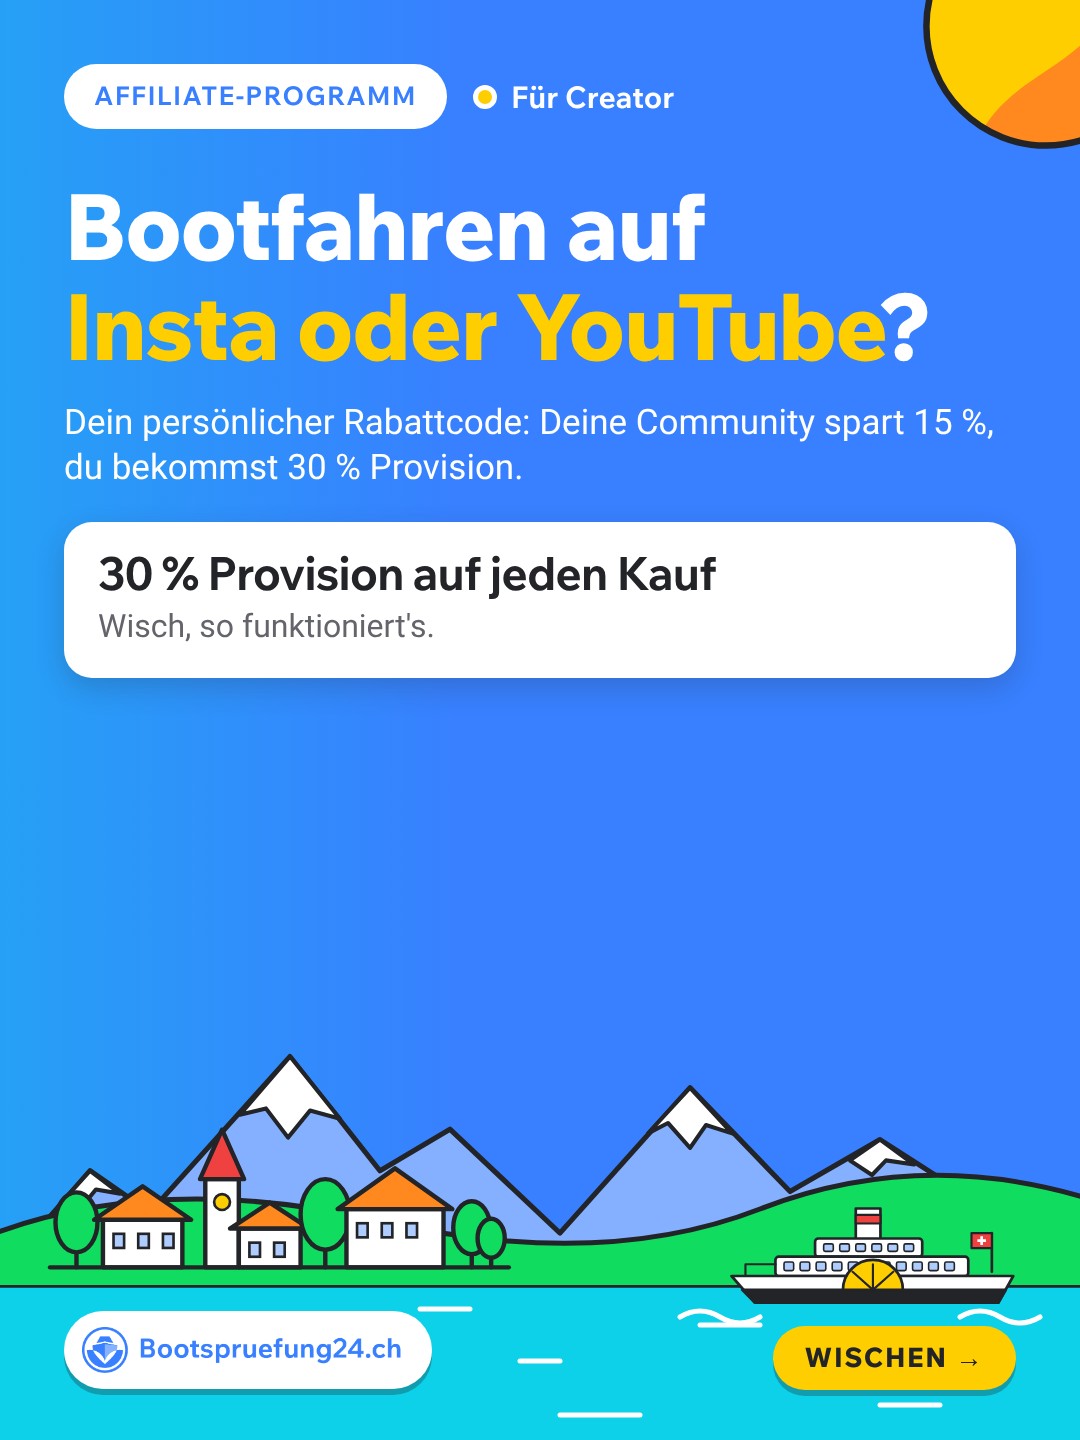 AFFILIATE-PROGRAMM
Für Creator
Bootfahren auf
Insta oder YouTube?
Dein persönlicher Rabattcode: Deine Community spart 15 %,
du bekommst 30 % Provision.
30 % Provision auf jeden Kauf
Wisch, so funktioniert's.
Bootspruefung24.ch
WISCHEN →